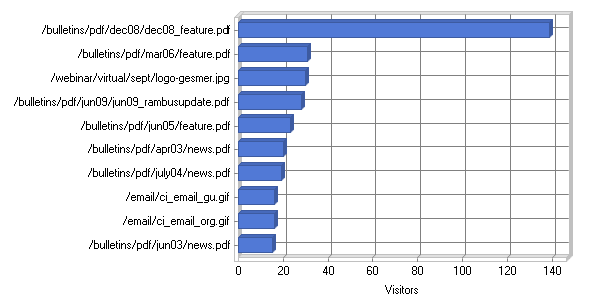 /bulletins/pdf/dec08/dec08_feature.pdf
/bulletins/pdf/mar06/feature.pdf
/webinar/virtual/sept/logo-gesmer.jpg
/bulletins/pdf/jun09/jun09_rambusupdate.pdf
/bulletins/pdf/jun05/feature.pdf
/bulletins/pdf/apr03/news.pdf
/bulletins/pdf/july04/news.pdf
/email/ci_email_gu.gif
/email/ci_email_org.gif
/bulletins/pdf/jun03/news.pdf
0 20 40 60 80 100 120 140
Visitors